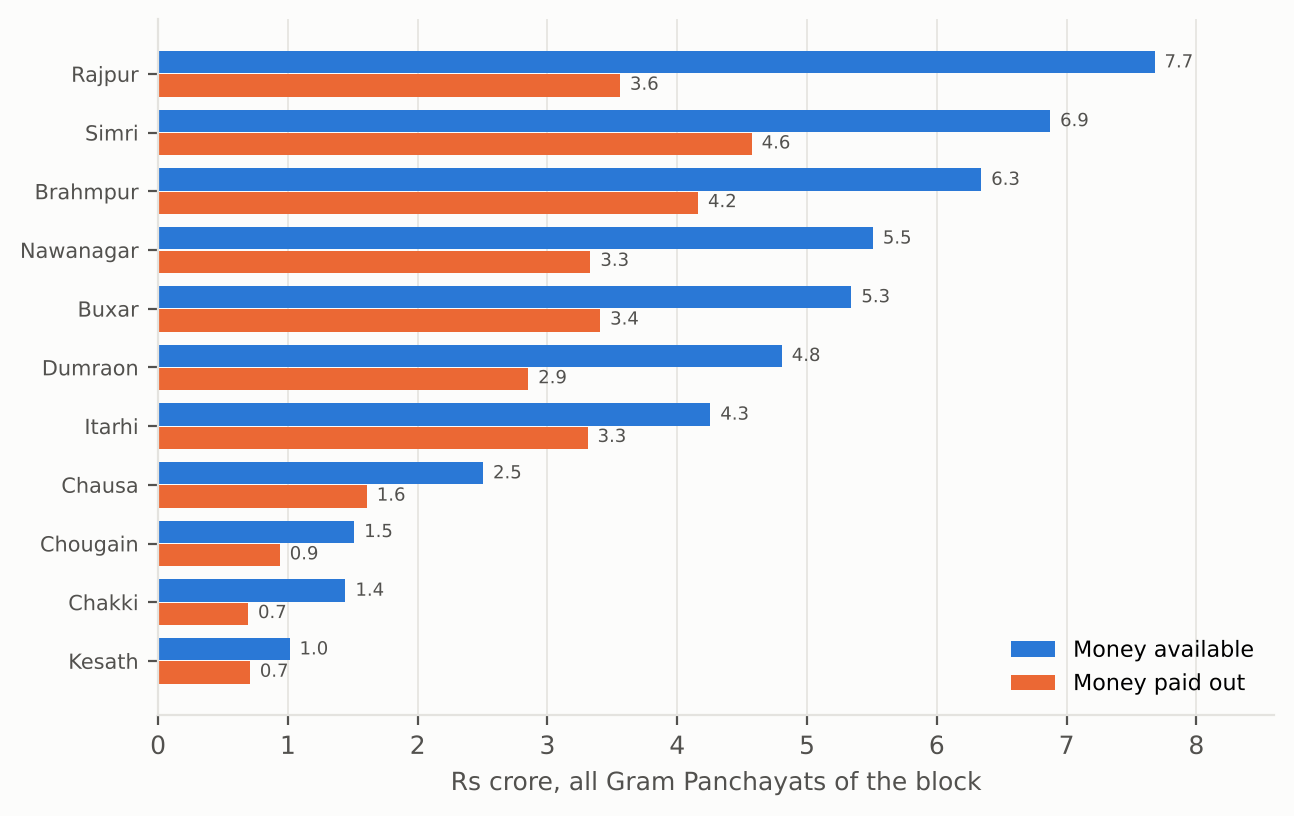 Rajpur
7.7
3.6
Simri
6.9
4.6
Brahmpur
6.3
4.2
Nawanagar
5.5
3.3
Buxar
5.3
3.4
Dumraon
4.8
2.9
Itarhi
4.3
3.3
Chausa
2.5
1.6
Chougain
1.5
0.9
Chakki
1.4
0.7
Kesath
1.0
0.7
Money available
Money paid out
0 1 2 3 4 5 6 7 8
Rs crore, all Gram Panchayats of the block